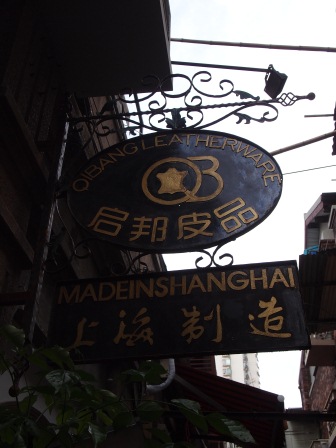 QIBANG LEATHERWARE
QB
启邦皮品
MADEINSHANGHAI
上海制造